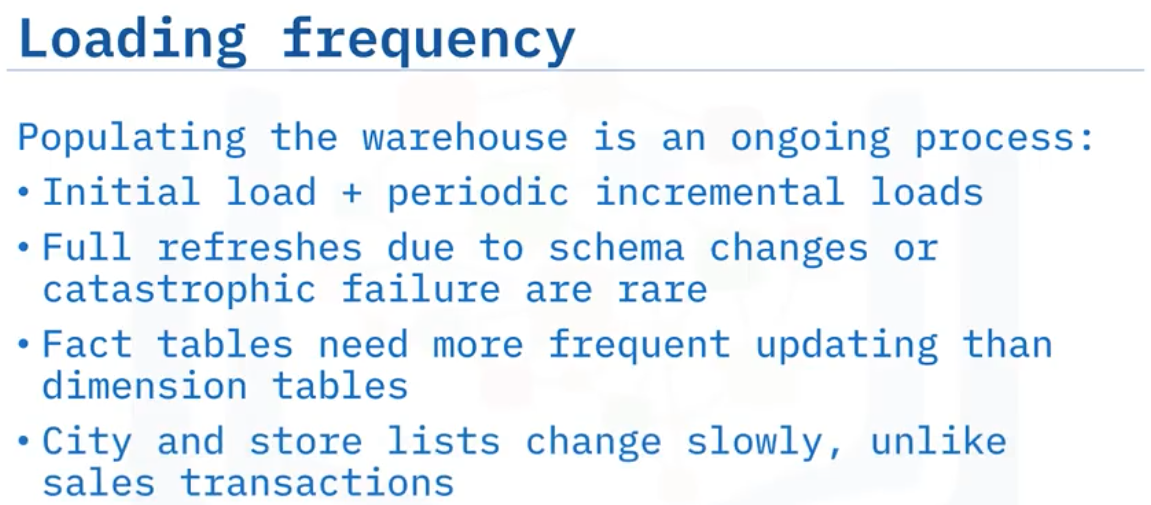 Loading frequency
Populating the warehouse is an ongoing process:
• Initial load + periodic incremental loads
• Full refreshes due to schema changes or
catastrophic failure are rare
• Fact tables need more frequent updating than
dimension tables
• City and store lists change slowly, unlike
sales transactions